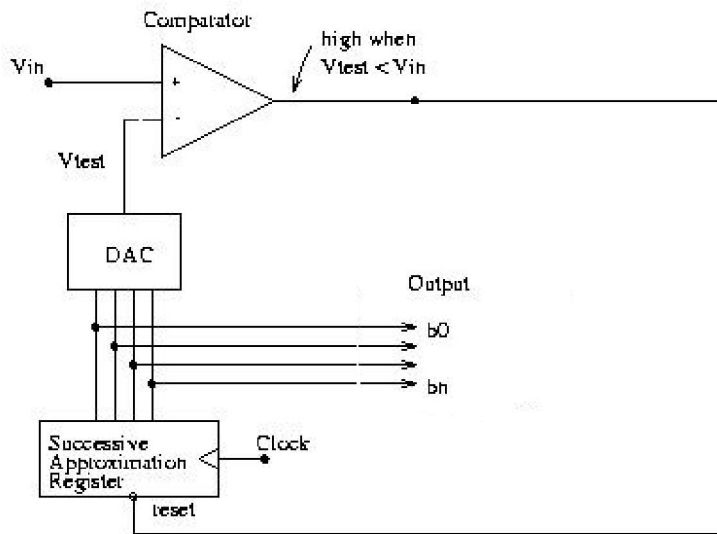 Comparator
high when
Vtest < Vin
Vin
+
-
Vtest
DAC
Output
b0
bn
Successive
Approximation
Register
Clock
reset